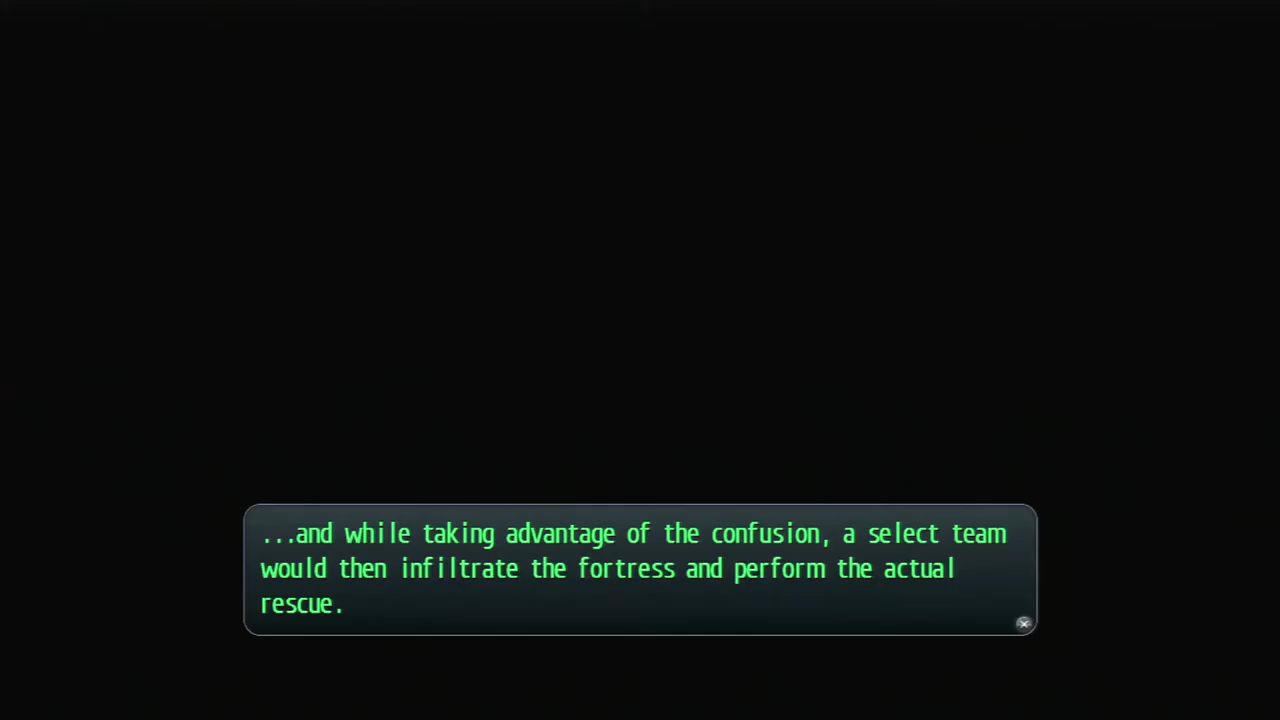 ...and while taking advantage of the confusion, a select team
would then infiltrate the fortress and perform the actual
rescue.